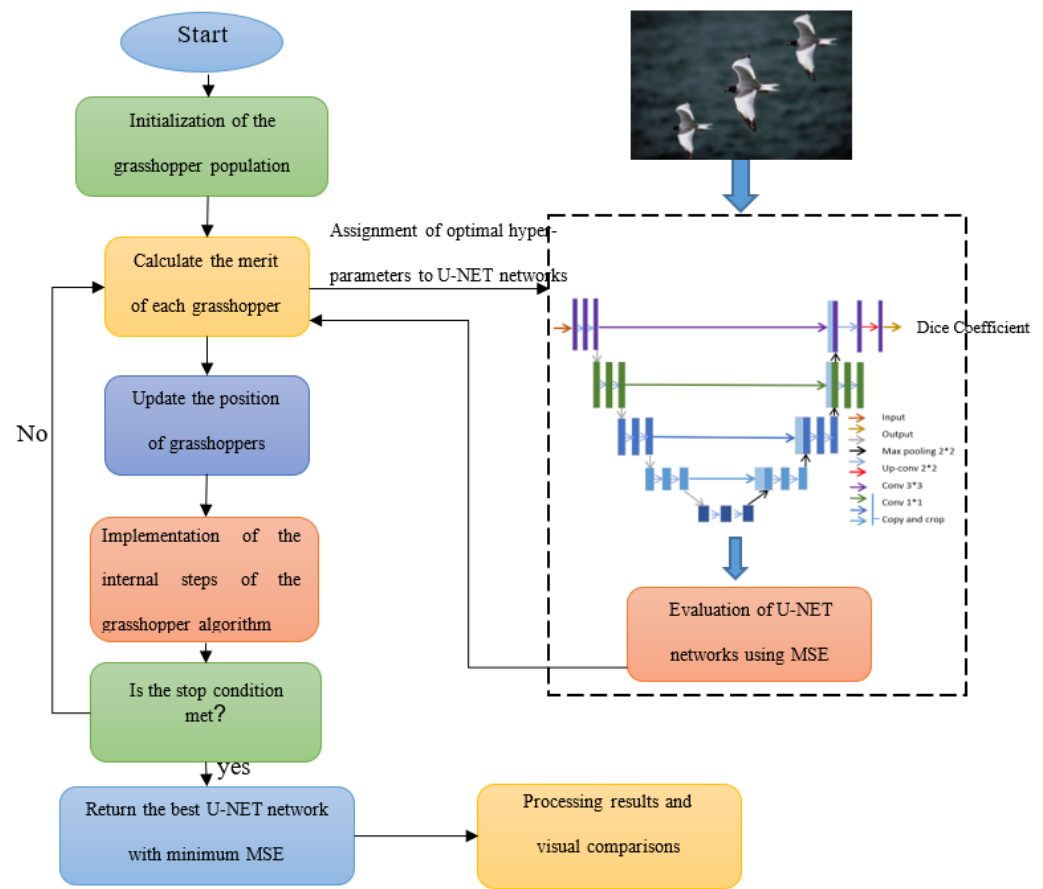 Start
Initialization of the
grasshopper population
Calculate the merit
of each grasshopper
Assignment of optimal hyper-
parameters to U-NET networks
Update the position
of grasshoppers
No
Implementation of the
internal steps of the
grasshopper algorithm
Is the stop condition
met?
yes
Return the best U-NET network
with minimum MSE
Processing results and
visual comparisons
Dice Coefficient
Input
Output
Max pooling 2*2
Up-conv 2*2
Conv 3*3
Conv 1*1
Copy and crop
Evaluation of U-NET
networks using MSE